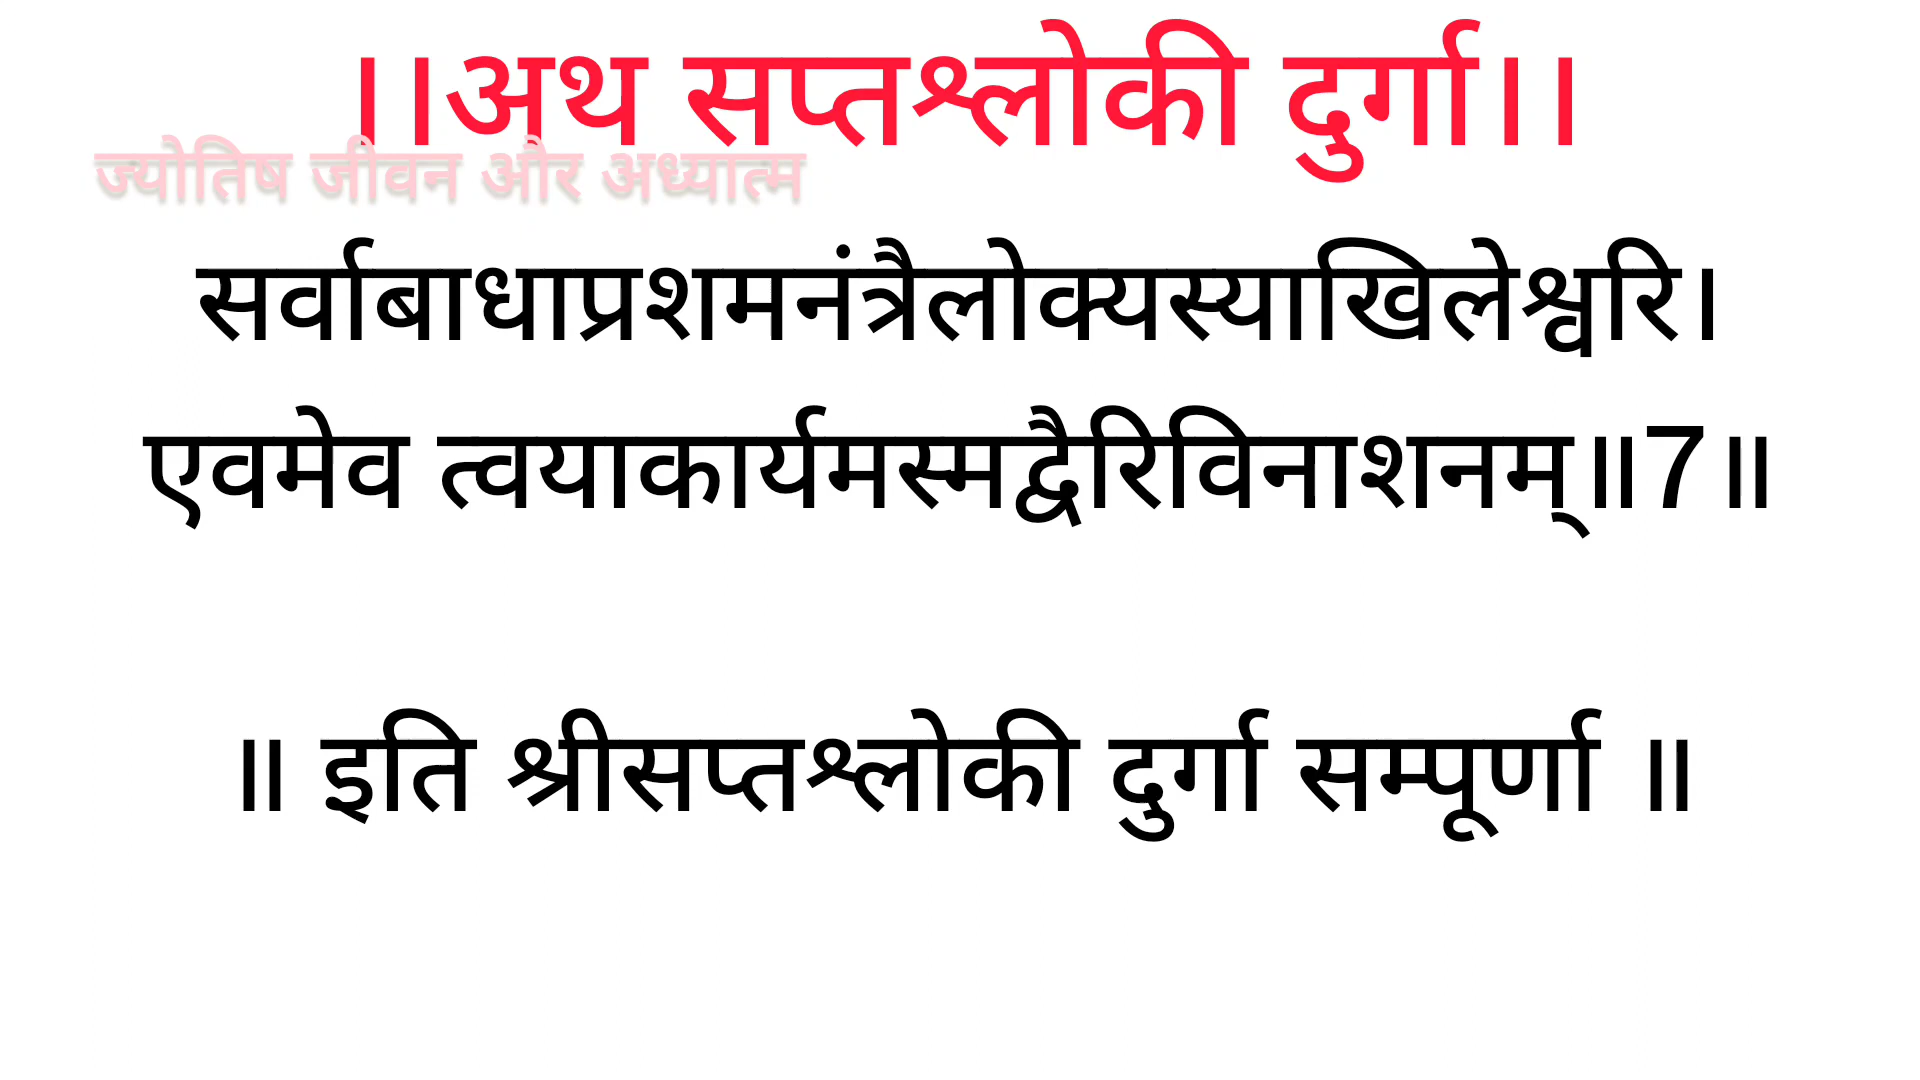 ।।अथ सप्तश्लोकी दुर्गा।।
ज्योतिष जीवन और अध्यात्म
सर्वाबाधाप्रशमनंत्रैलोक्यस्याखिलेश्वरि।
एवमेव त्वयाकार्यमस्मद्वैरिविनाशनम्॥7॥
॥ इति श्रीसप्तश्लोकी दुर्गा सम्पूर्णा ॥